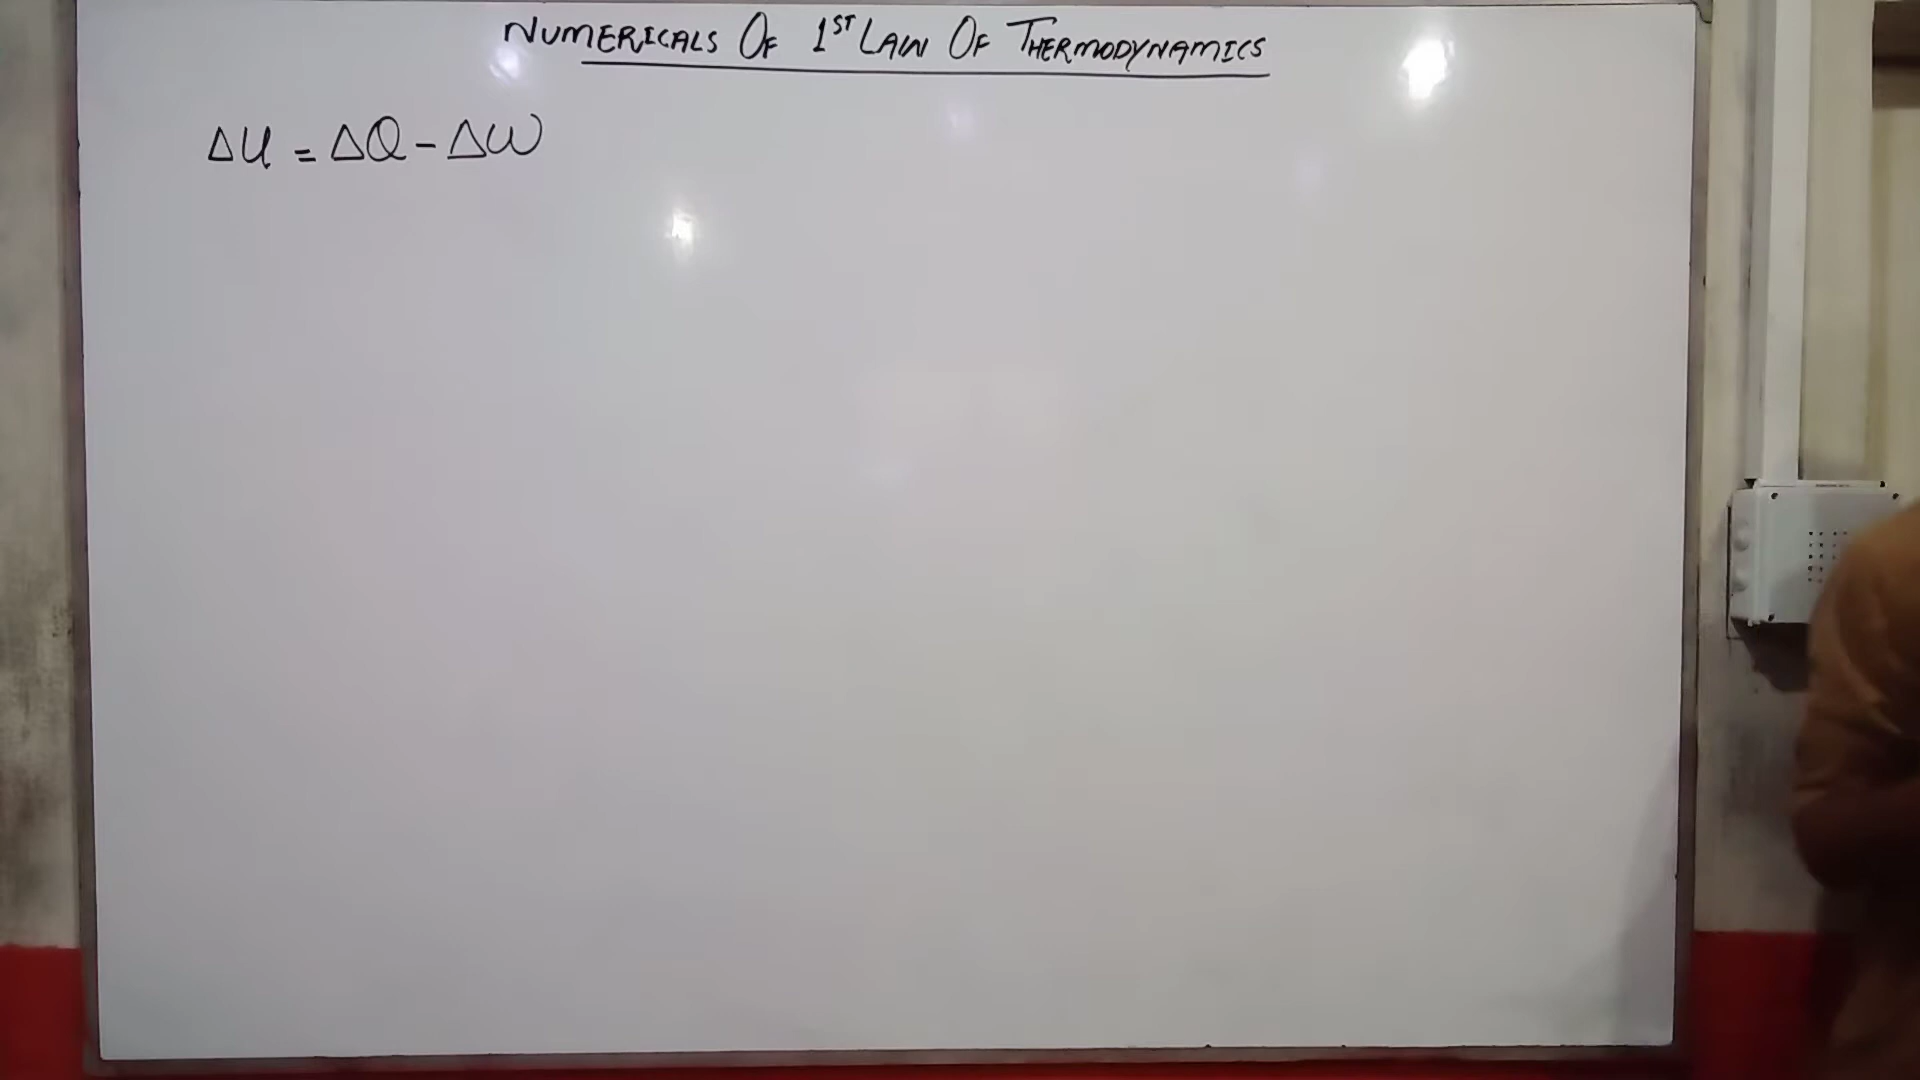 NUMERICALS OF 1ST LAW OF THERMODYNAMICS
ΔU = ΔQ - ΔW